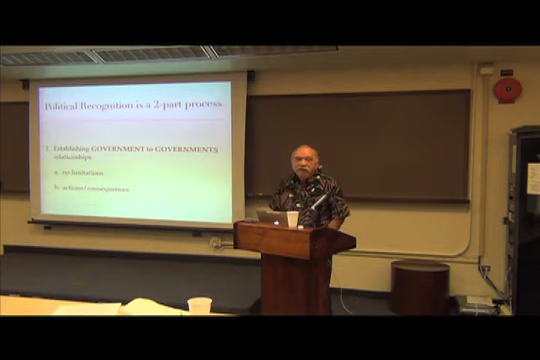 Political Recognition is a 2-part process
1. Establishing GOVERNMENT to GOVERNMENTS
relationships
a. no limitations
b. actions/consequences